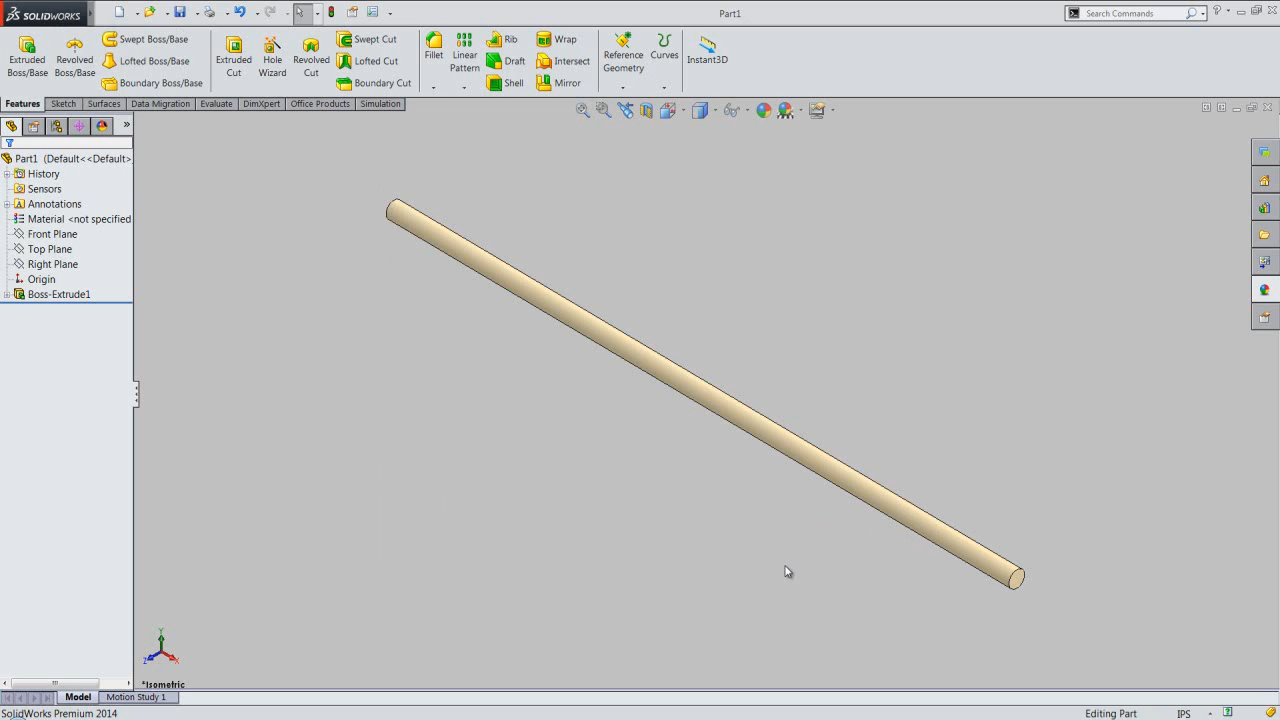 SOLIDWORKS
Part1
Search Commands
Extruded Boss/Base
Revolved Boss/Base
Swept Boss/Base
Lofted Boss/Base
Boundary Boss/Base
Extruded Cut
Hole Wizard
Revolved Cut
Swept Cut
Lofted Cut
Boundary Cut
Fillet
Linear Pattern
Rib
Draft
Shell
Wrap
Intersect
Mirror
Reference Geometry
Curves
Instant3D
Features
Sketch
Surfaces
Data Migration
Evaluate
DimXpert
Office Products
Simulation
Part1 (Default<<Default>
History
Sensors
Annotations
Material <not specified
Front Plane
Top Plane
Right Plane
Origin
Boss-Extrude1
Y
Z
X
*Isometric
Model
Motion Study 1
SolidWorks Premium 2014
Editing Part
IPS